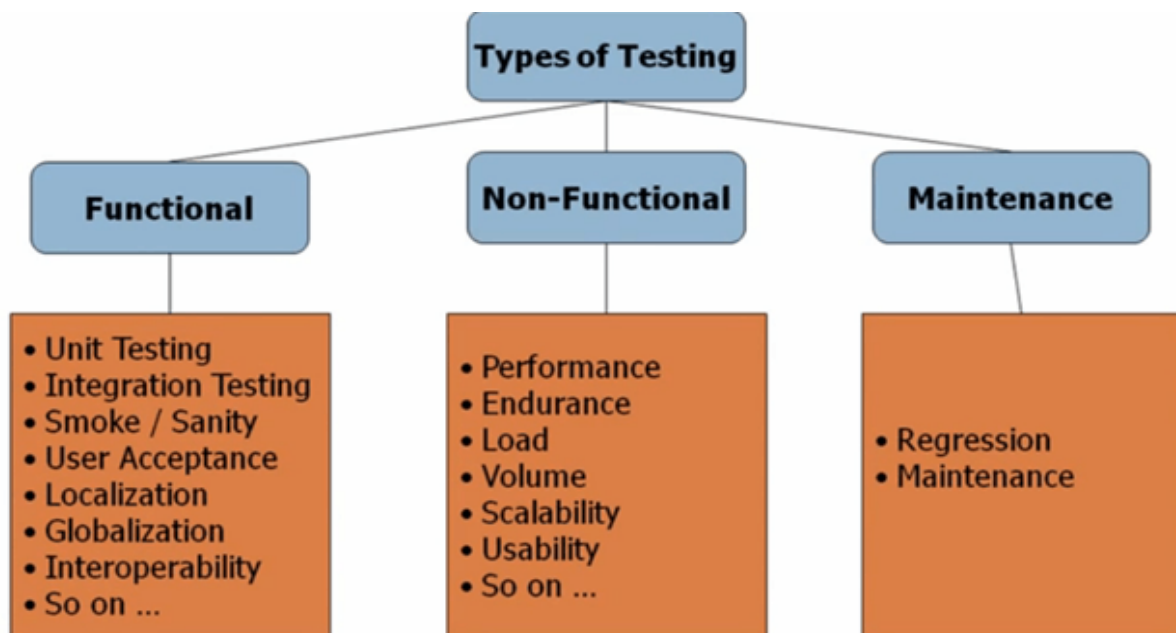 Types of Testing
Functional
Non-Functional
Maintenance
• Unit Testing
• Integration Testing
• Smoke / Sanity
• User Acceptance
• Localization
• Globalization
• Interoperability
• So on ...
• Performance
• Endurance
• Load
• Volume
• Scalability
• Usability
• So on ...
• Regression
• Maintenance